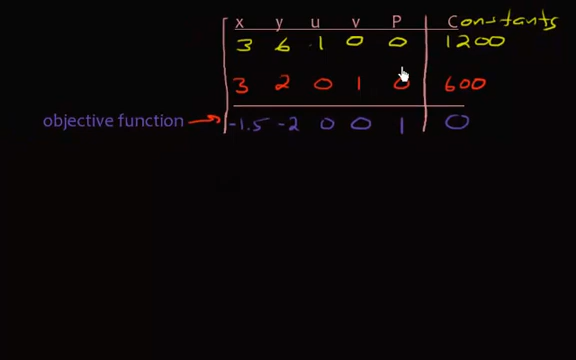 x y u v P Constants
3 6 1 0 0 1200
3 2 0 1 0 600
objective function -1.5 -2 0 0 1 0